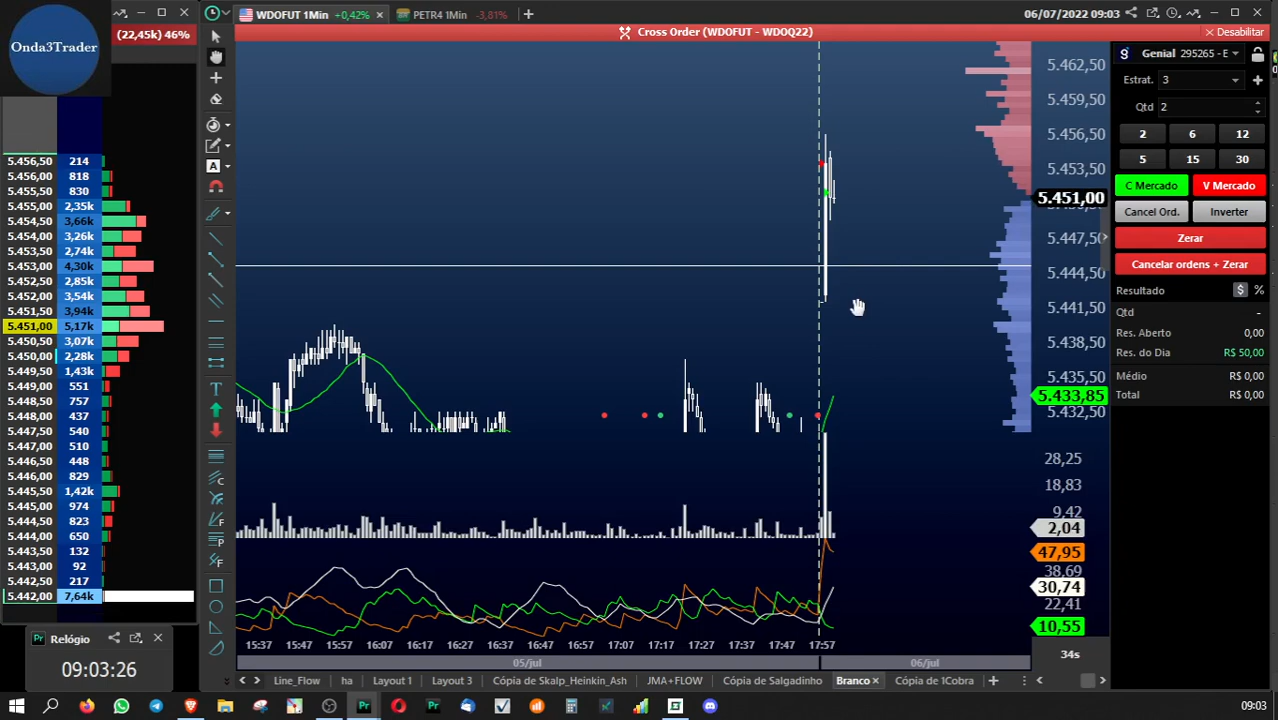 Onda3Trader
(22,45k) 46%
WDOFUT 1Min +0,42%
PETR4 1Min -3,81%
06/07/2022 09:03
Cross Order (WDOFUT - WDOQ22)
Desabilitar
5.456,50 214
5.456,00 818
5.455,50 830
5.455,00 2,35k
5.454,50 3,66k
5.454,00 3,26k
5.453,50 2,74k
5.453,00 4,30k
5.452,50 2,85k
5.452,00 3,54k
5.451,50 3,94k
5.451,00 5,17k
5.450,50 3,07k
5.450,00 2,28k
5.449,50 1,43k
5.449,00 551
5.448,50 757
5.448,00 437
5.447,50 540
5.447,00 510
5.446,50 448
5.446,00 829
5.445,50 1,42k
5.445,00 974
5.444,50 823
5.444,00 650
5.443,50 132
5.443,00 92
5.442,50 217
5.442,00 7,64k
Relógio
09:03:26
A
T
C
F
P
F
5.462,50
5.459,50
5.456,50
5.453,50
5.451,00
5.447,50
5.444,50
5.441,50
5.438,50
5.435,50
5.433,85
5.432,50
28,25
18,83
9,42
2,04
47,95
38,69
30,74
22,41
10,55
15:37 15:47 15:57 16:07 16:17 16:27 16:37 16:57 17:07 17:17 17:27 17:37 17:47 17:57
34s
05/jul 06/jul
Line_Flow ha Layout 1 Layout 3 Cópia de Skalp_Heinkin_Ash JMA+FLOW Cópia de Salgadinho Branco Cópia de 1Cobra
Genial 295265 - E
Estrat. 3
Qtd 2
2 6 12
5 15 30
C Mercado V Mercado
Cancel Ord. Inverter
Zerar
Cancelar ordens + Zerar
Resultado $ %
Qtd -
Res. Aberto 0,00
Res. do Dia R$ 50,00
Médio R$ 0,00
Total R$ 0,00
09:03